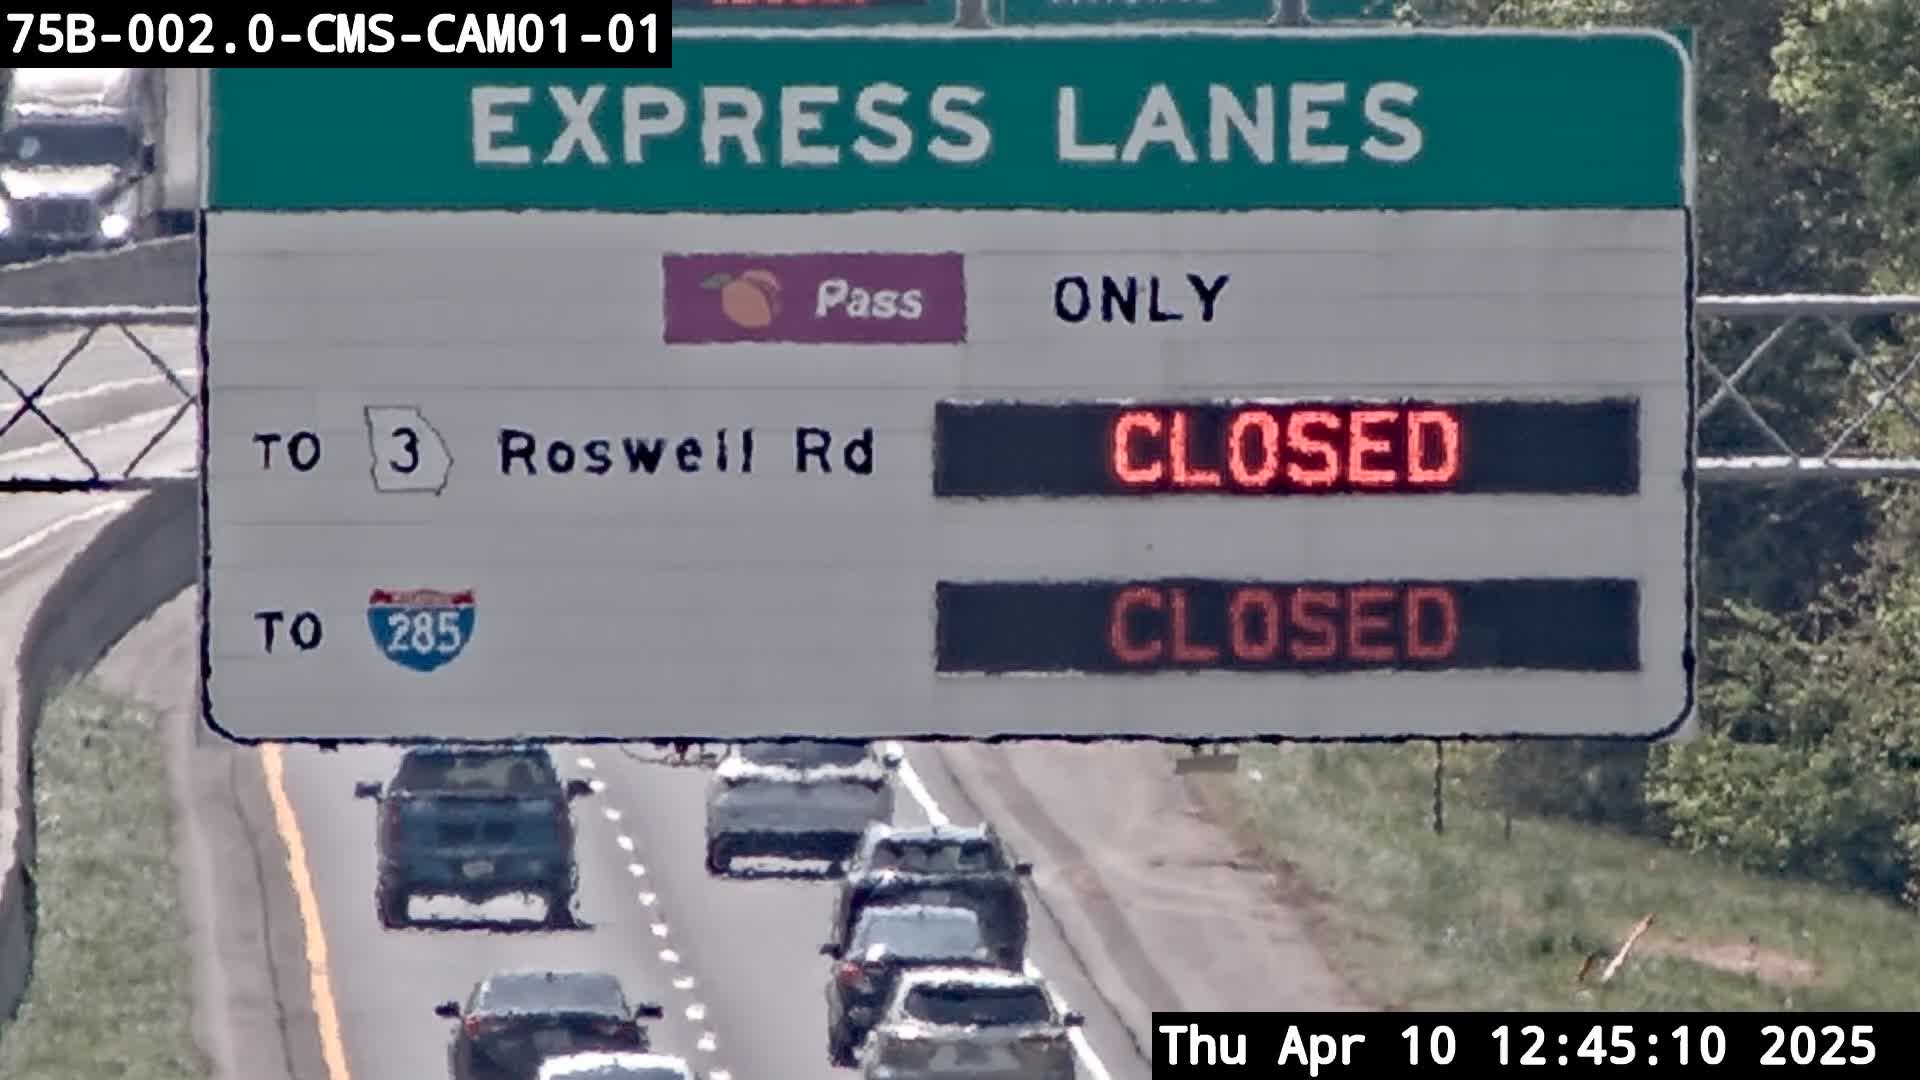 75B-002.0-CMS-CAM01-01
EXPRESS LANES
Pass ONLY
TO 3 Roswell Rd CLOSED
TO 285 CLOSED
Thu Apr 10 12:45:10 2025